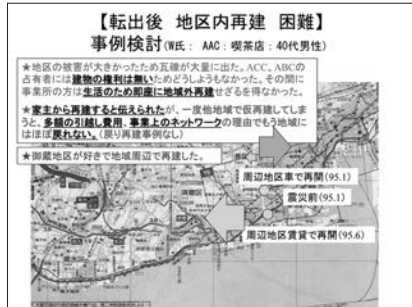 【転出後 地区内再建 困難】
事例検討(W氏: AAC:喫茶店:40代男性)
★地区の被害が大きかったため瓦礫が大量に出た。ACC、ABCの
占有者には建物の権利は無いためどうしようもなかった。その間に
事業所の方は生活のため即座に地域外再建せざるを得なかった。
★家主から再建すると伝えられたが、一度他地域で仮再建してしま
うと、多額の引越し費用、事業上のネットワークの理由でもう地域に
はほぼ戻れない。(戻り再建事例なし)
★御蔵地区が好きで地域周辺で再建した。
周辺地区車で再開(95.1)
震災前(95.1)
周辺地区賃貸で再開(95.6)